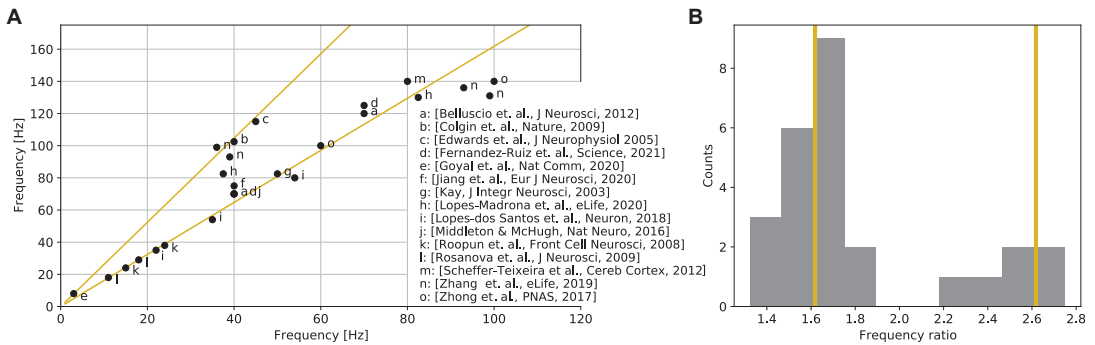 A
B
160
140
120
100
80
60
40
20
0
Frequency [Hz]
0 20 40 60 80 100 120
Frequency [Hz]
m
o
n
h
n
d
a
c
b
n
n
o
h
g
i
f
adj
i
k
i
l
k
l
e
a: [Belluscio et. al., J Neurosci, 2012]
b: [Colgin et. al., Nature, 2009]
c: [Edwards et. al., J Neurophysiol 2005]
d: [Fernandez-Ruiz et. al., Science, 2021]
e: [Goyal et. al., Nat Comm, 2020]
f: [Jiang et. al., Eur J Neurosci, 2020]
g: [Kay, J Integr Neurosci, 2003]
h: [Lopes-Madrona et. al., eLife, 2020]
i: [Lopes-dos Santos et. al., Neuron, 2018]
j: [Middleton & McHugh, Nat Neuro, 2016]
k: [Roopun et. al., Front Cell Neurosci, 2008]
l: [Rosanova et. al., J Neurosci, 2009]
m: [Scheffer-Teixeira et. al., Cereb Cortex, 2012]
n: [Zhang et. al., eLife, 2019]
o: [Zhong et. al., PNAS, 2017]
8
6
4
2
0
Counts
1.4 1.6 1.8 2.0 2.2 2.4 2.6 2.8
Frequency ratio